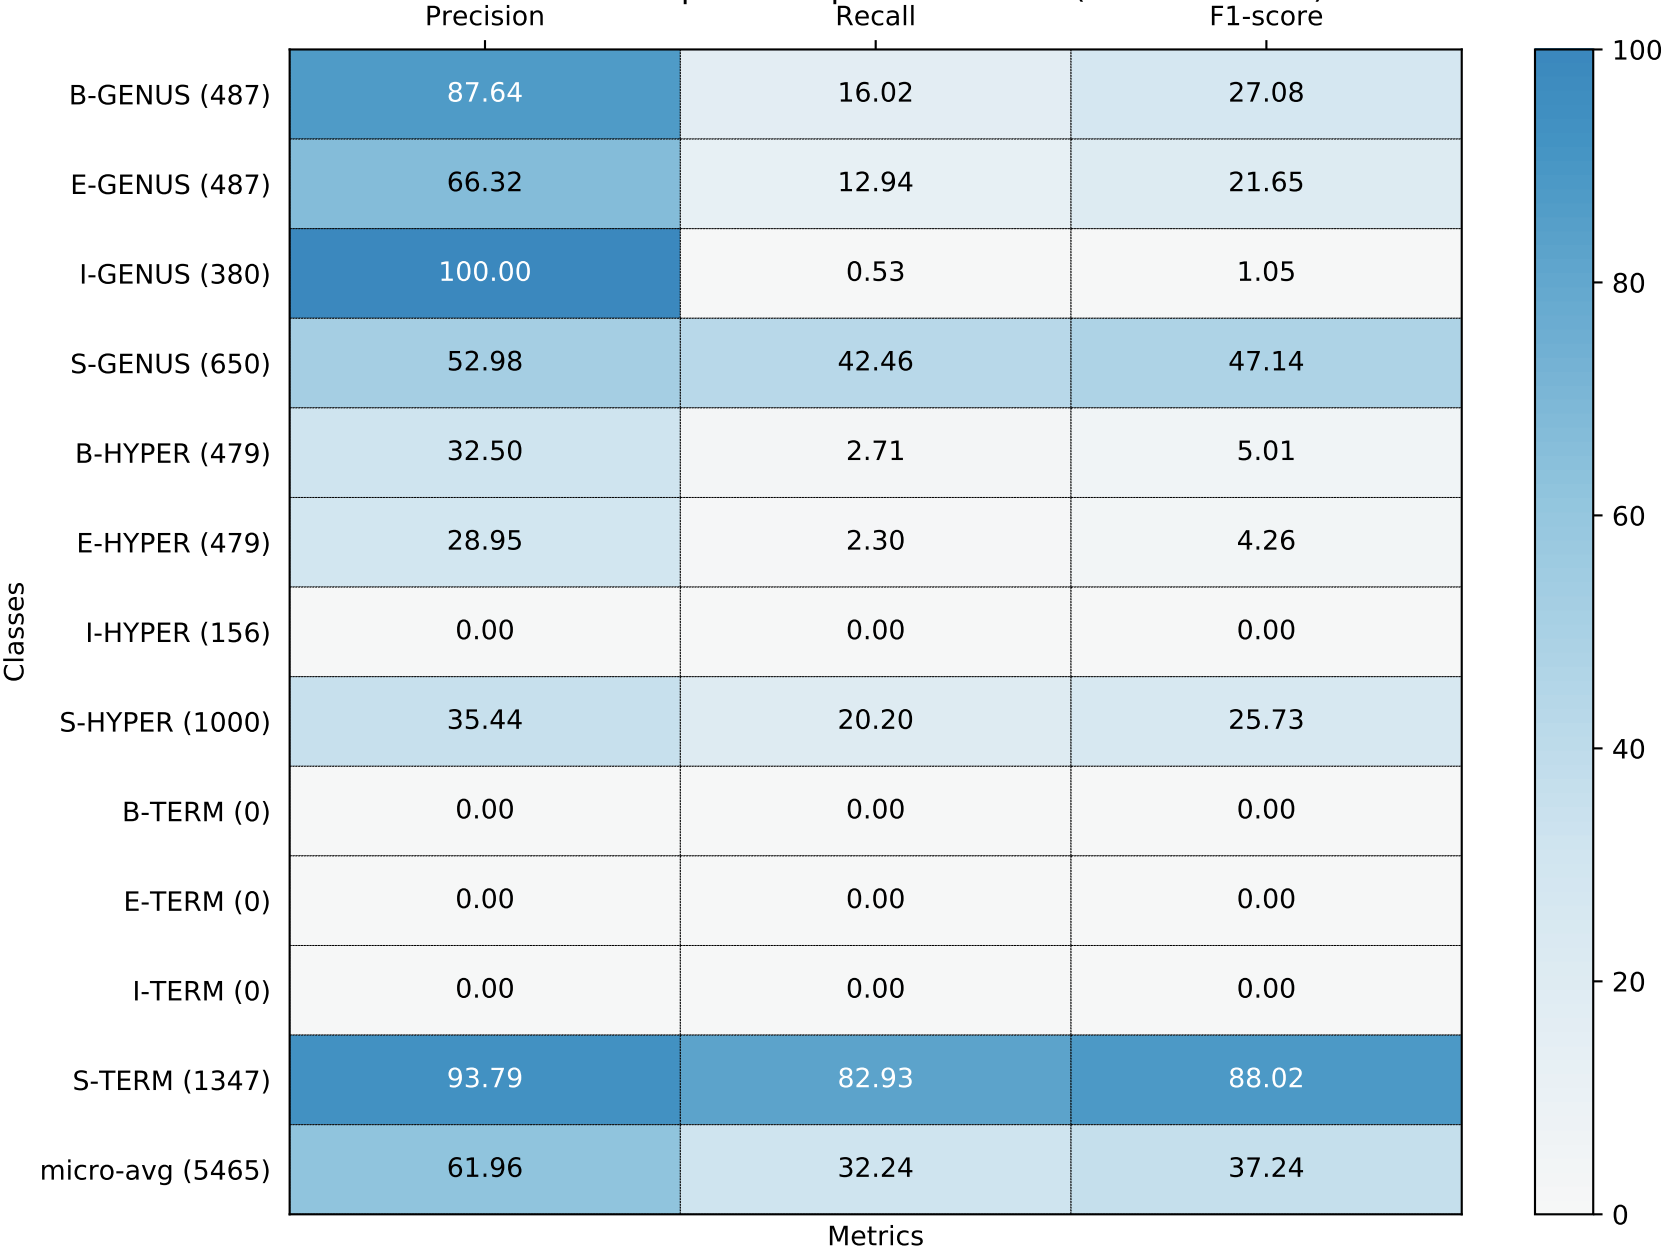 Precision Recall F1-score
B-GENUS (487) 87.64 16.02 27.08
E-GENUS (487) 66.32 12.94 21.65
I-GENUS (380) 100.00 0.53 1.05
S-GENUS (650) 52.98 42.46 47.14
B-HYPER (479) 32.50 2.71 5.01
E-HYPER (479) 28.95 2.30 4.26
I-HYPER (156) 0.00 0.00 0.00
S-HYPER (1000) 35.44 20.20 25.73
B-TERM (0) 0.00 0.00 0.00
E-TERM (0) 0.00 0.00 0.00
I-TERM (0) 0.00 0.00 0.00
S-TERM (1347) 93.79 82.93 88.02
micro-avg (5465) 61.96 32.24 37.24
Classes
Metrics
100
80
60
40
20
0